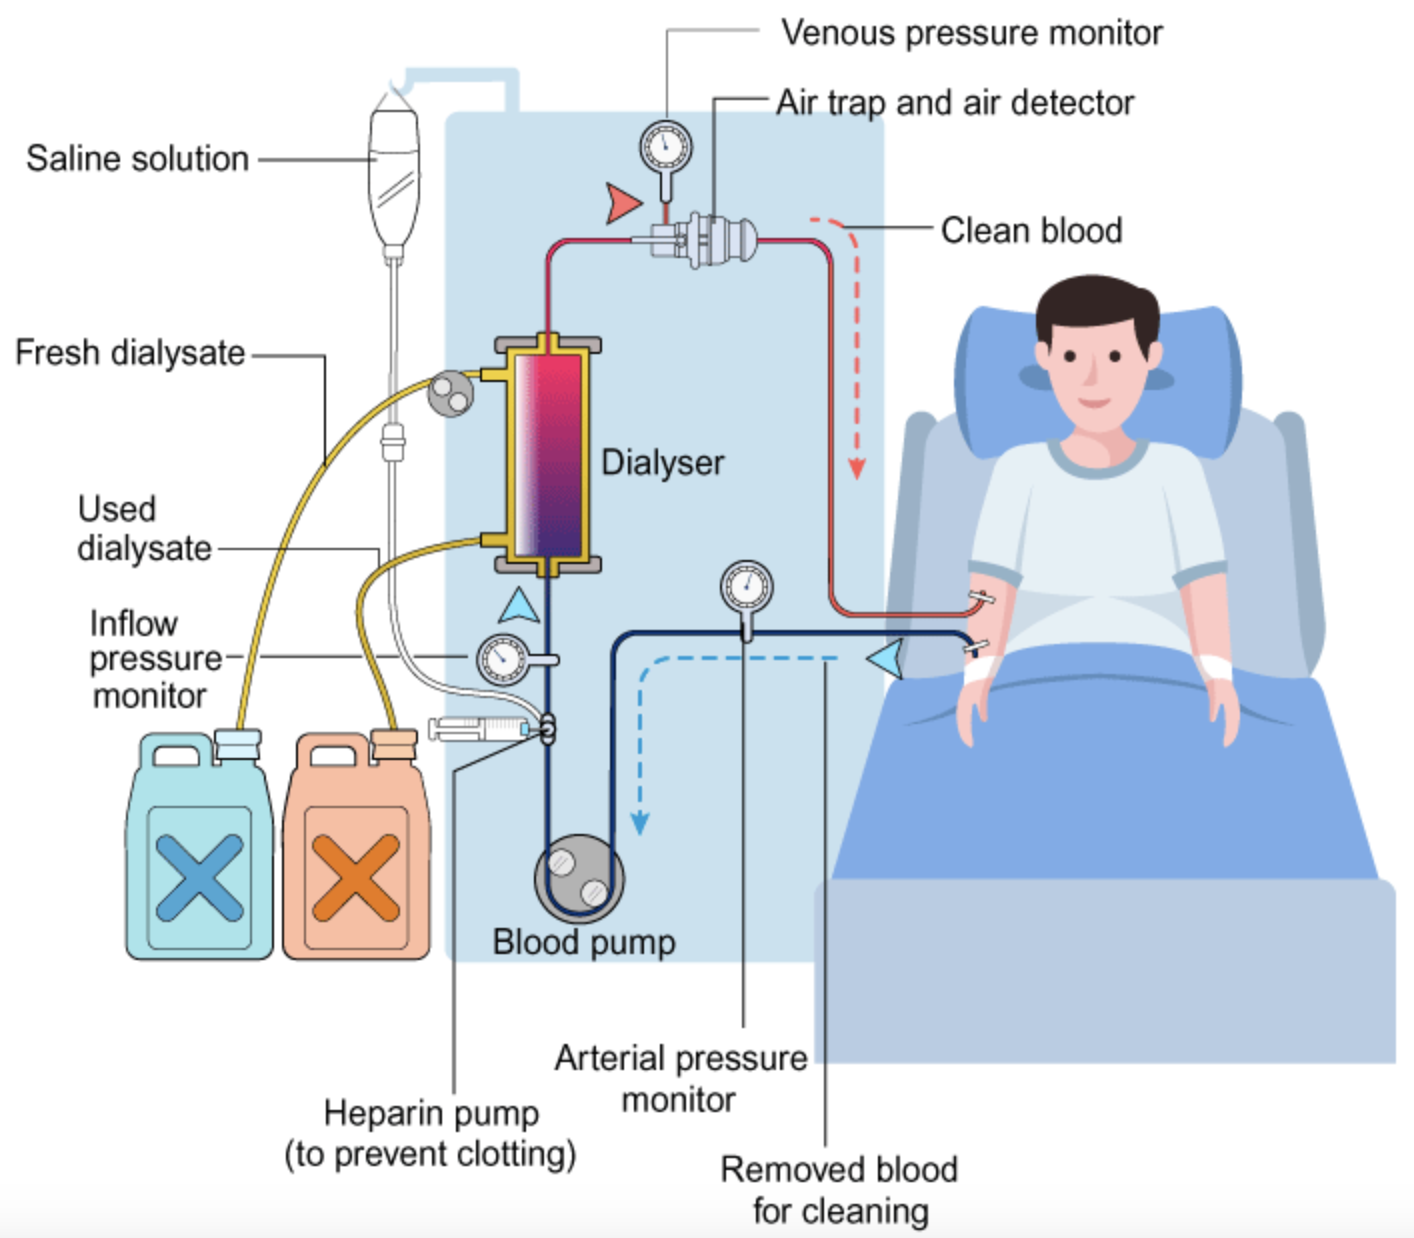 Venous pressure monitor
Air trap and air detector
Saline solution
Clean blood
Fresh dialysate
Dialyser
Used
dialysate
Inflow
pressure
monitor
Blood pump
Arterial pressure
monitor
Heparin pump
(to prevent clotting)
Removed blood
for cleaning